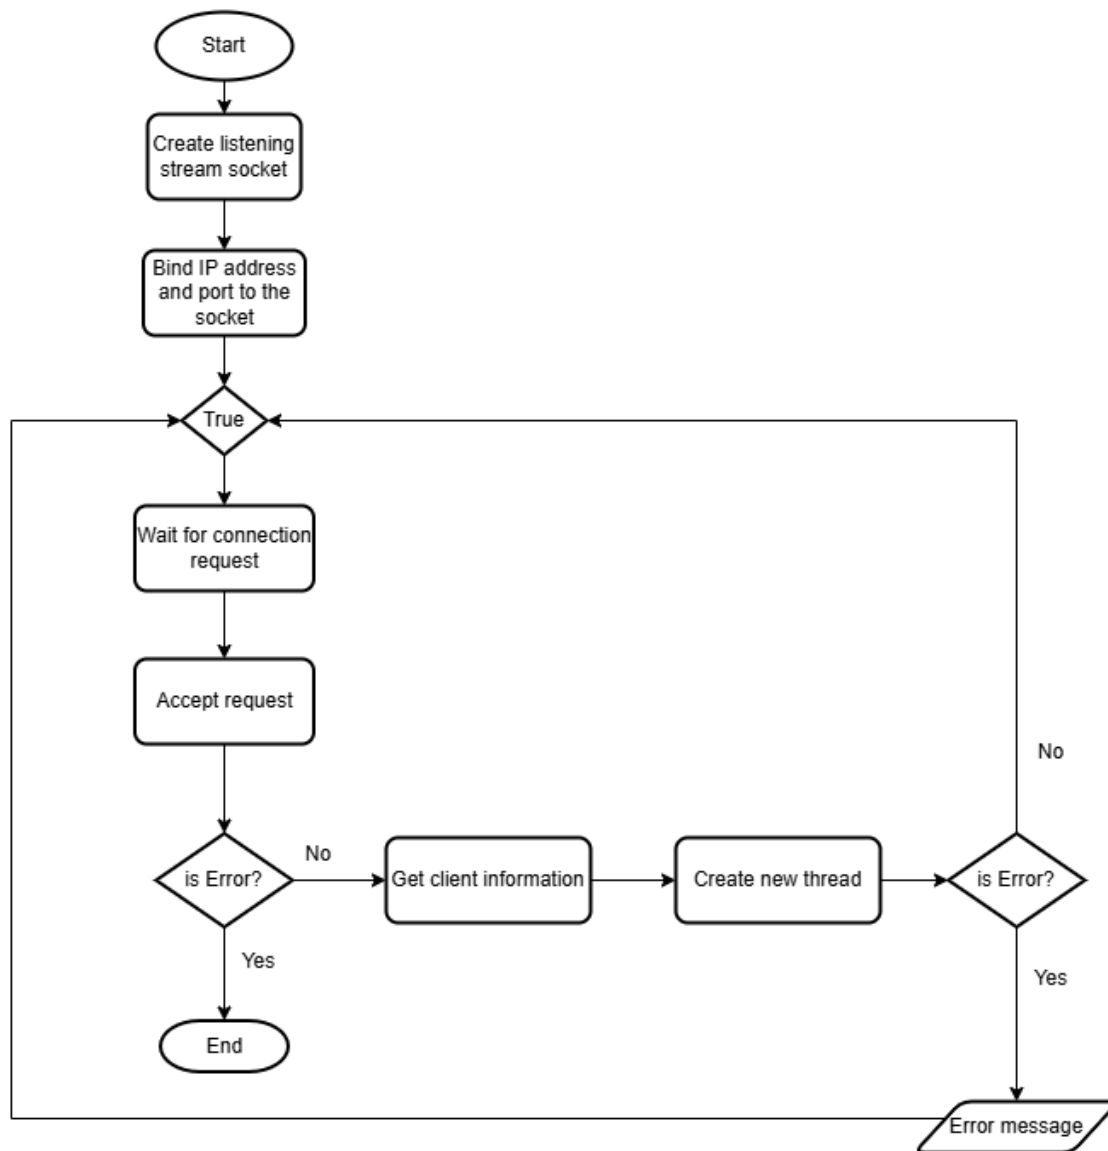 Start
Create listening
stream socket
Bind IP address
and port to the
socket
True
Wait for connection
request
Accept request
No
is Error?
No
Get client information
Create new thread
is Error?
Yes
Yes
End
Error message